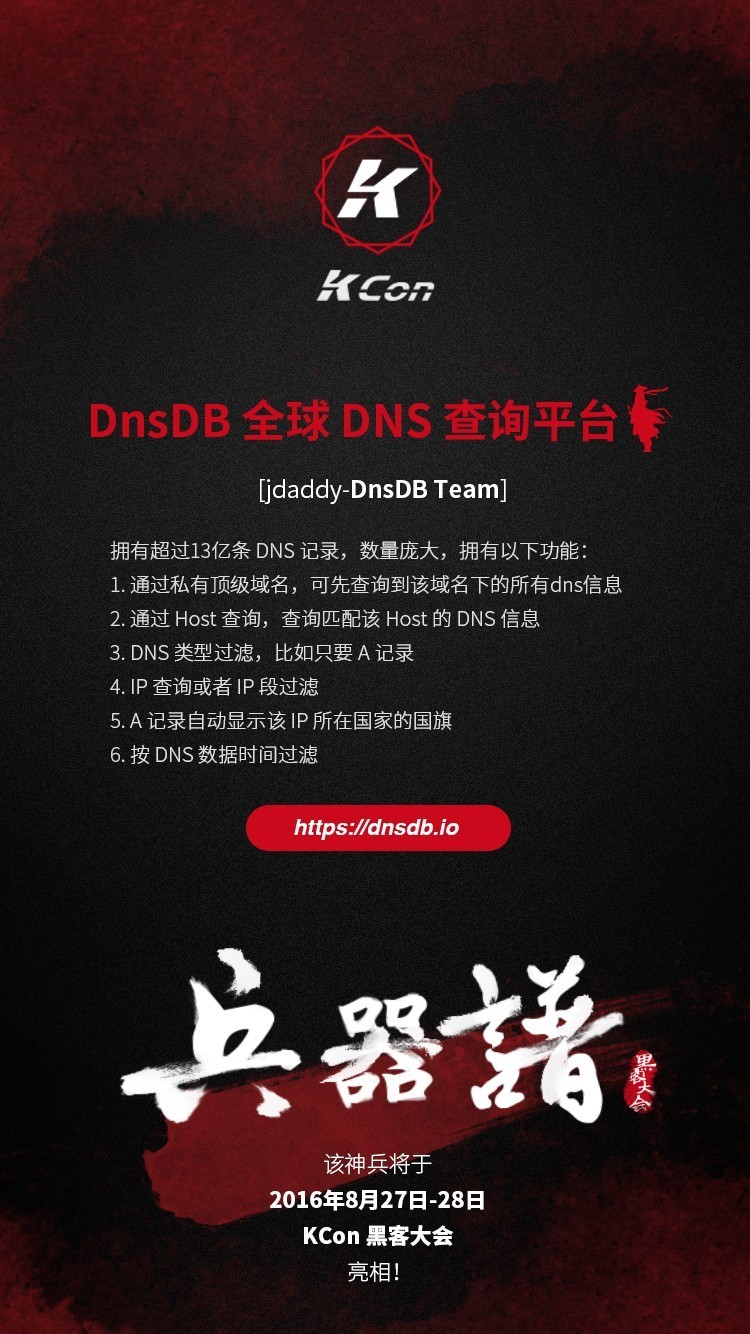 K
KCon
DnsDB 全球 DNS 查询平台
[jdaddy-DnsDB Team]
拥有超过13亿条 DNS 记录，数量庞大，拥有以下功能：
1. 通过私有顶级域名，可先查询到该域名下的所有dns信息
2. 通过 Host 查询，查询匹配该 Host 的 DNS 信息
3. DNS 类型过滤，比如只要 A 记录
4. IP 查询或者 IP 段过滤
5. A 记录自动显示该 IP 所在国家的国旗
6. 按 DNS 数据时间过滤
https://dnsdb.io
兵器譜
黑客大会
该神兵将于
2016年8月27日-28日
KCon 黑客大会
亮相！